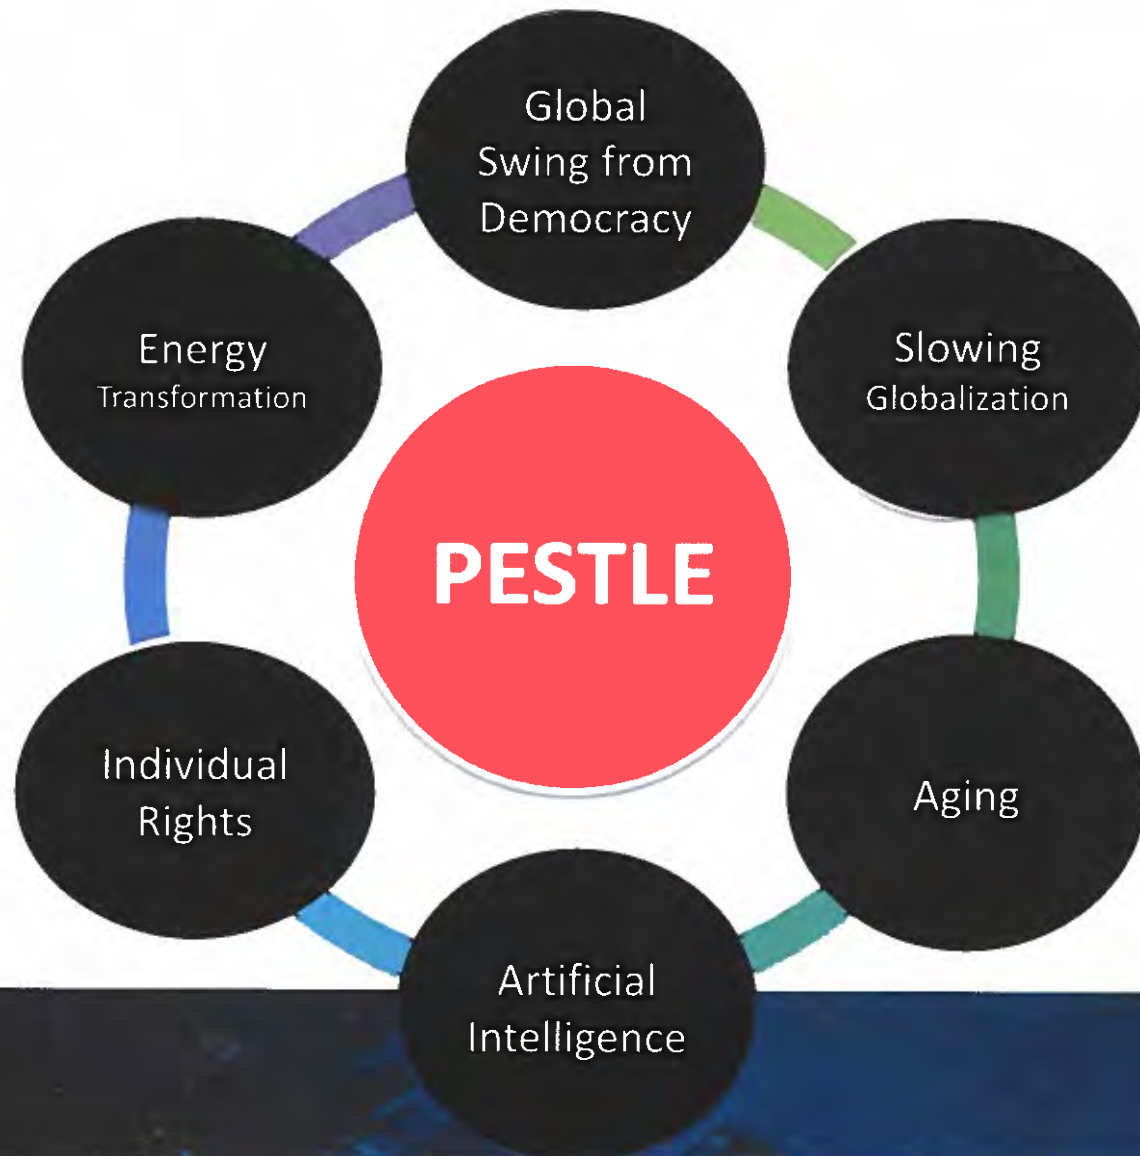 Global
Swing from
Democracy
Slowing
Globalization
Aging
Artificial
Intelligence
Individual
Rights
Energy
Transformation
PESTLE